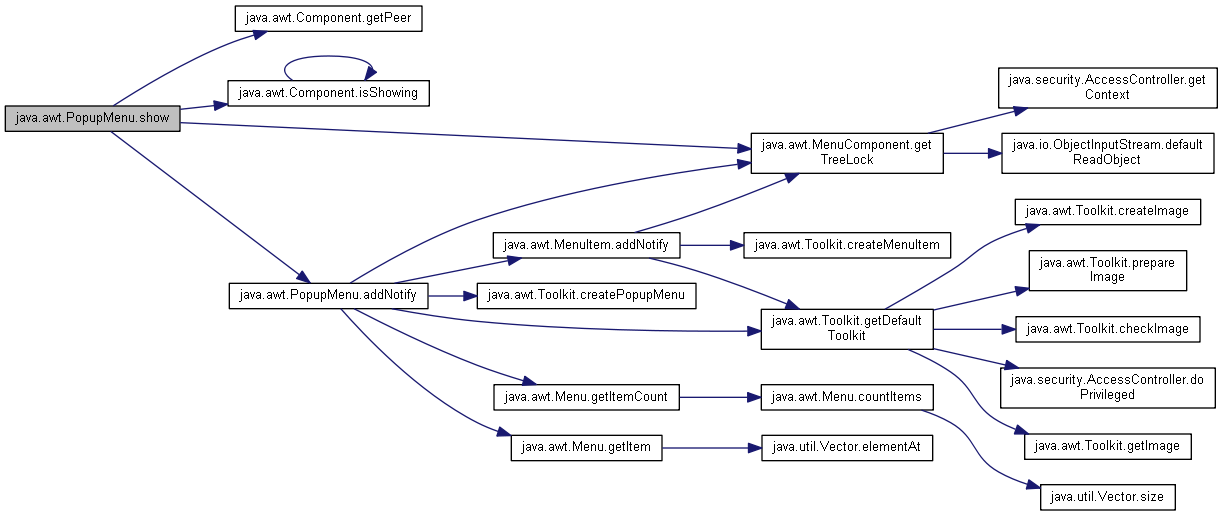 java.awt.Component.getPeer
java.awt.Component.isShowing
java.awt.PopupMenu.show
java.security.AccessController.get
Context
java.awt.MenuComponent.get
TreeLock
java.io.ObjectInputStream.default
ReadObject
java.awt.Toolkit.createImage
java.awt.MenuItem.addNotify
java.awt.Toolkit.createMenuItem
java.awt.Toolkit.prepare
Image
java.awt.PopupMenu.addNotify
java.awt.Toolkit.createPopupMenu
java.awt.Toolkit.getDefault
Toolkit
java.awt.Toolkit.checkImage
java.security.AccessController.do
Privileged
java.awt.Menu.getItemCount
java.awt.Menu.countItems
java.awt.Menu.getItem
java.util.Vector.elementAt
java.awt.Toolkit.getImage
java.util.Vector.size